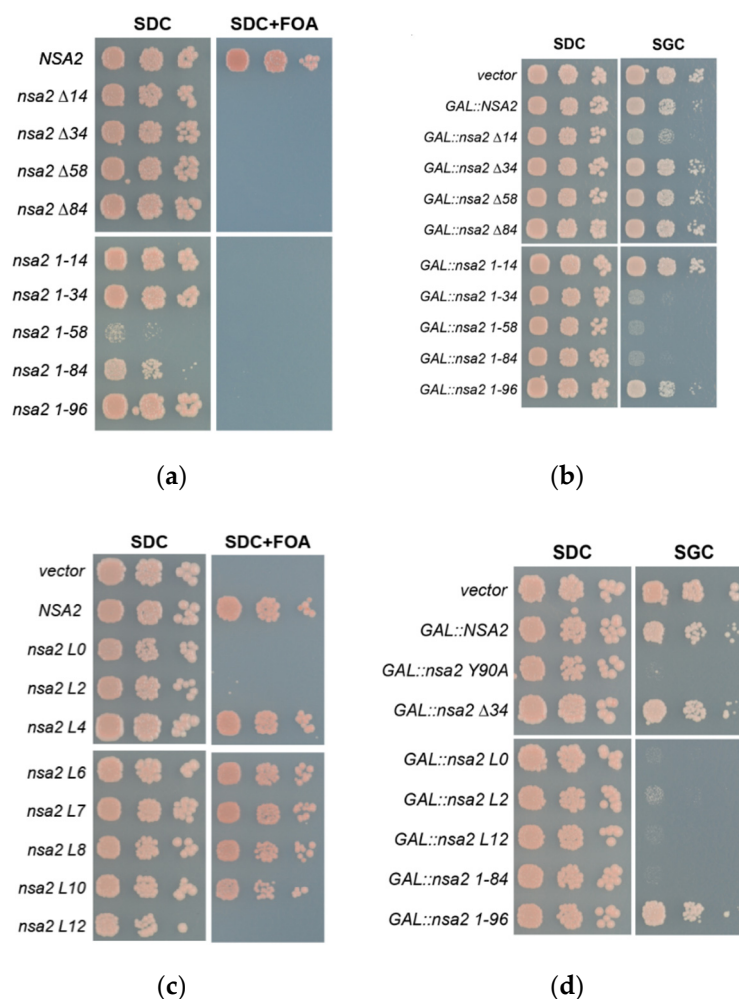 SDC SDC+FOA
NSA2
nsa2 Δ14
nsa2 Δ34
nsa2 Δ58
nsa2 Δ84
nsa2 1-14
nsa2 1-34
nsa2 1-58
nsa2 1-84
nsa2 1-96
(a)
SDC SGC
vector
GAL::NSA2
GAL::nsa2 Δ14
GAL::nsa2 Δ34
GAL::nsa2 Δ58
GAL::nsa2 Δ84
GAL::nsa2 1-14
GAL::nsa2 1-34
GAL::nsa2 1-58
GAL::nsa2 1-84
GAL::nsa2 1-96
(b)
SDC SDC+FOA
vector
NSA2
nsa2 L0
nsa2 L2
nsa2 L4
nsa2 L6
nsa2 L7
nsa2 L8
nsa2 L10
nsa2 L12
(c)
SDC SGC
vector
GAL::NSA2
GAL::nsa2 Y90A
GAL::nsa2 Δ34
GAL::nsa2 L0
GAL::nsa2 L2
GAL::nsa2 L12
GAL::nsa2 1-84
GAL::nsa2 1-96
(d)